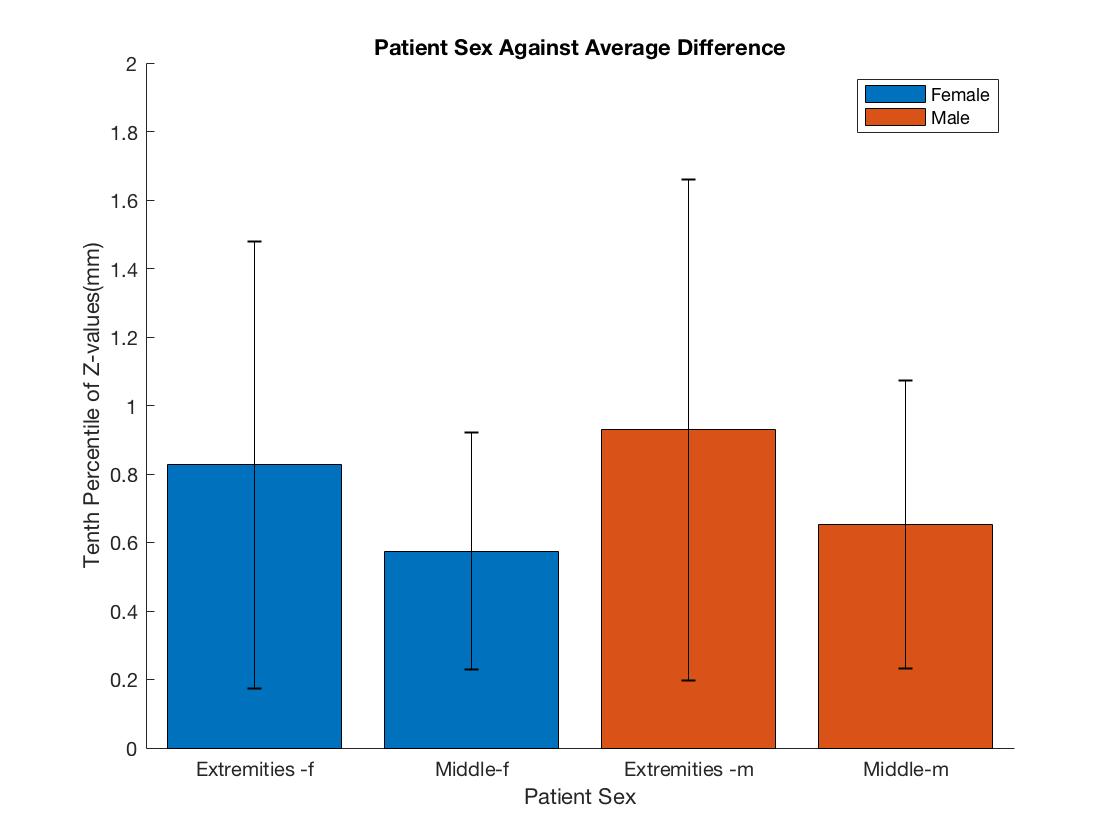 Patient Sex Against Average Difference
Female
Male
Tenth Percentile of Z-values(mm)
2
1.8
1.6
1.4
1.2
1
0.8
0.6
0.4
0.2
0
Extremities -f Middle-f Extremities -m Middle-m
Patient Sex